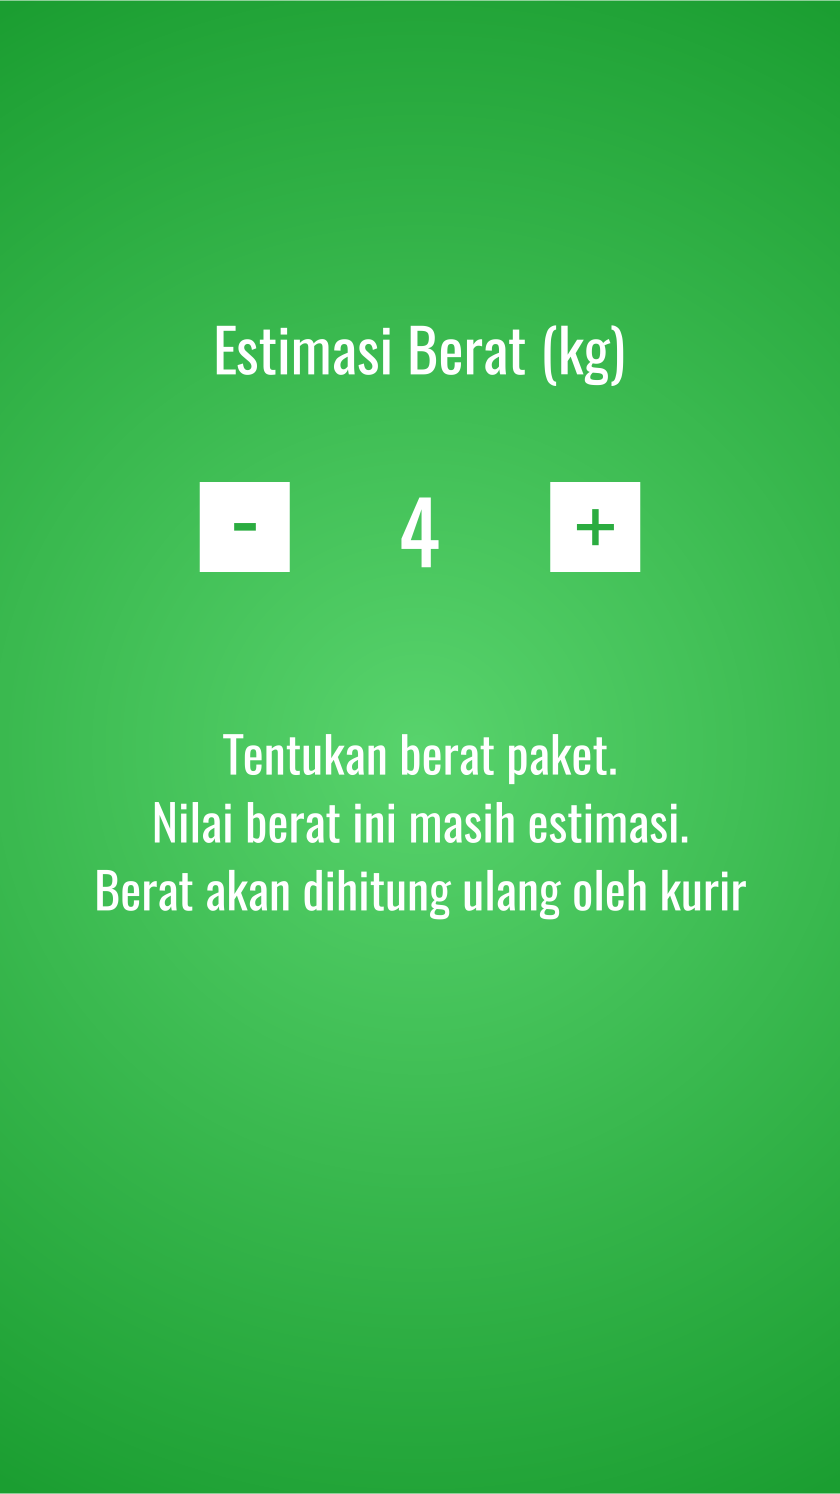 Estimasi Berat (kg)
- 4 +
Tentukan berat paket.
Nilai berat ini masih estimasi.
Berat akan dihitung ulang oleh kurir